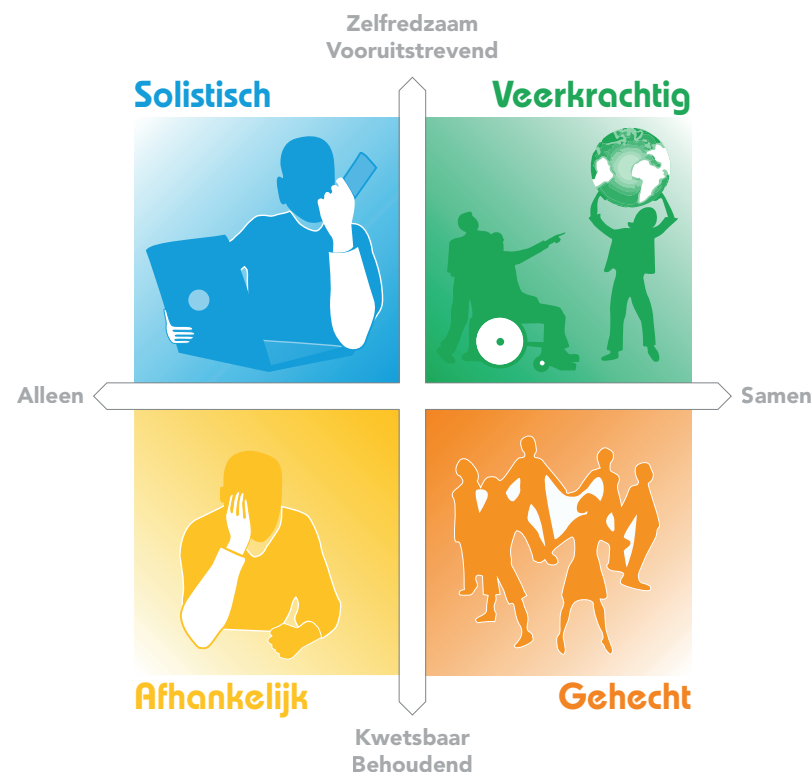 Zelfredzaam
Vooruitstrevend
Solistisch
Veerkrachtig
Alleen
Samen
Afhankelijk
Gehecht
Kwetsbaar
Behoudend